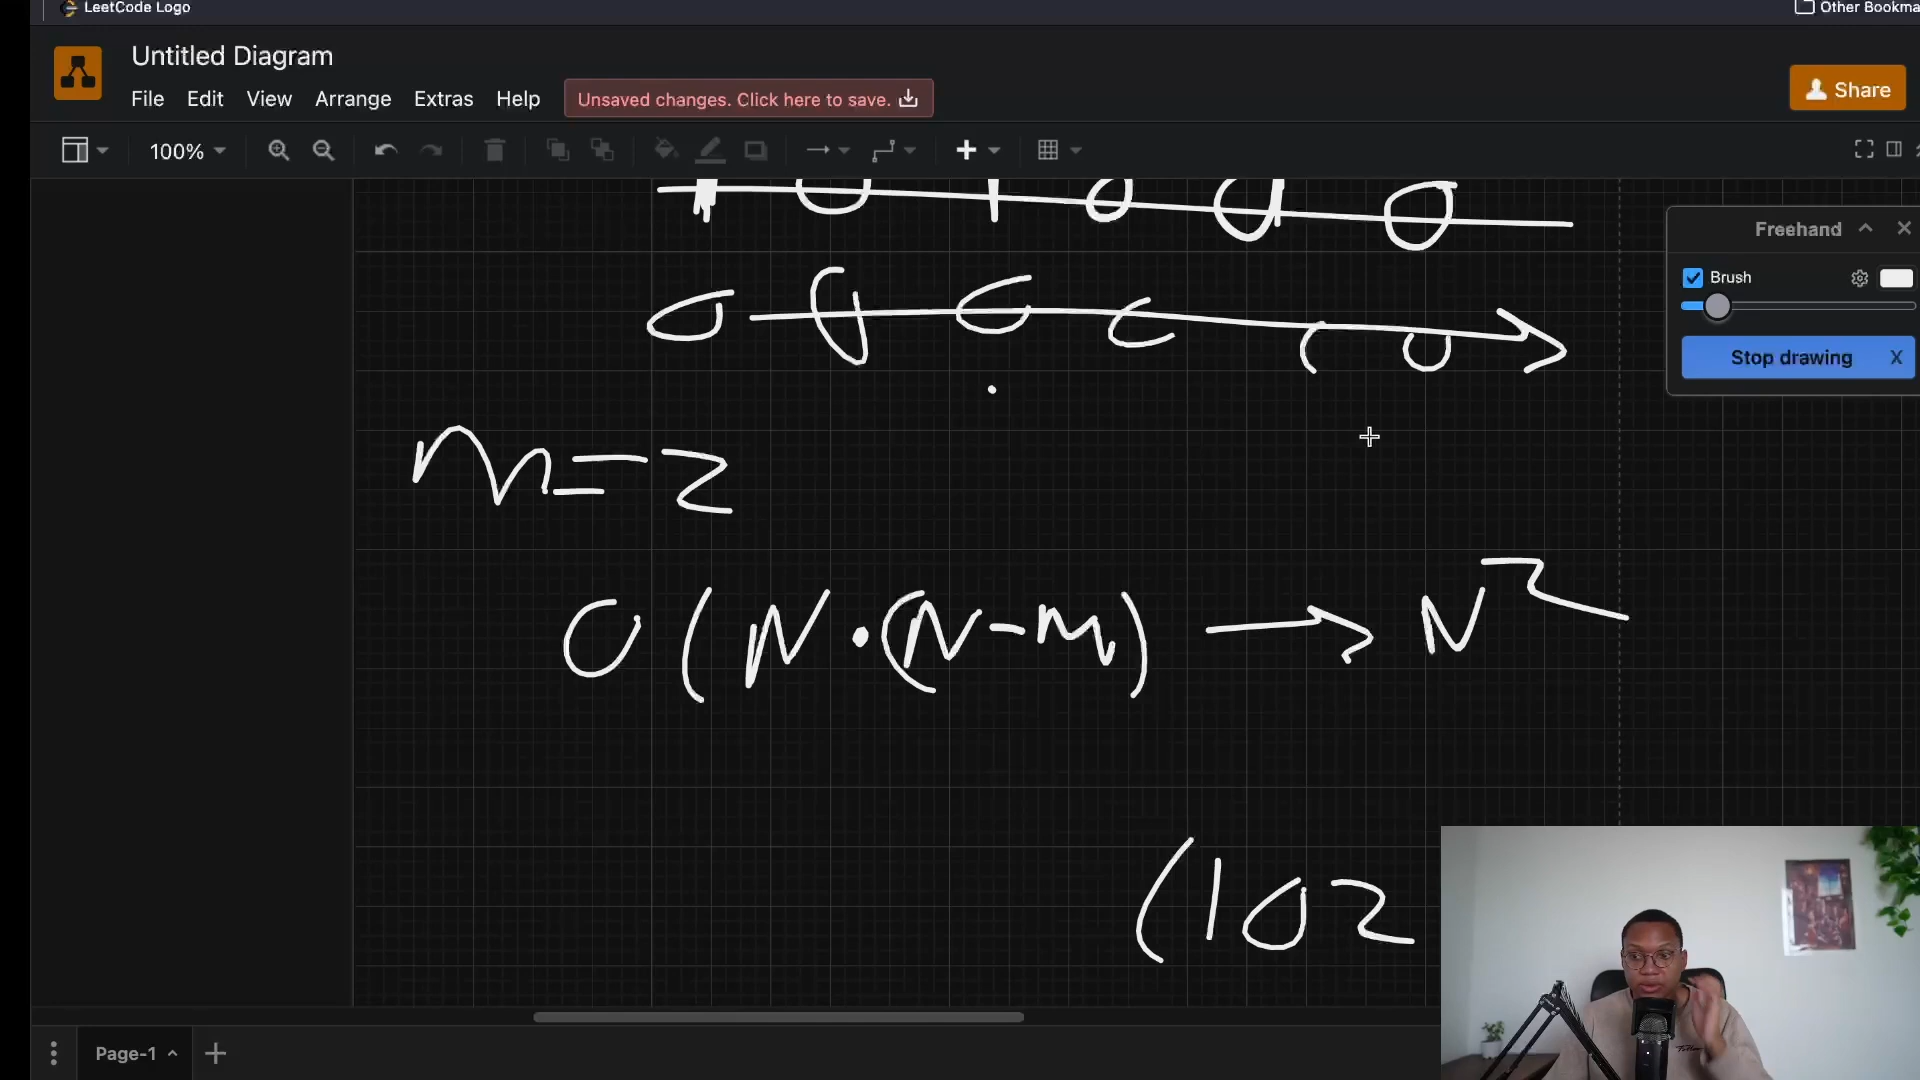 LeetCode Logo
Other Bookma
Untitled Diagram
File Edit View Arrange Extras Help
Unsaved changes. Click here to save.
Share
100%
Freehand
Brush
Stop drawing X
m=2
O(N•(N-M) → N2
(102
Page-1